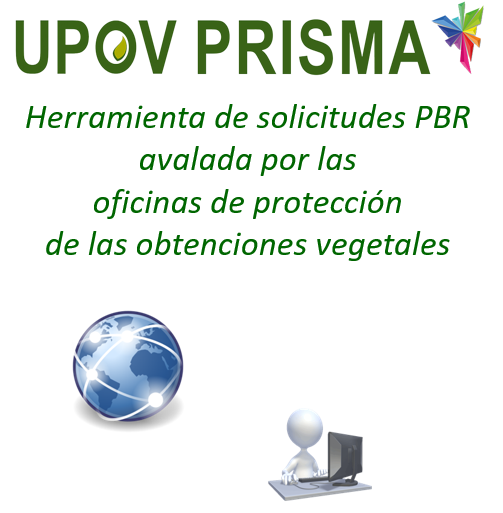 UPOV PRISMA
Herramienta de solicitudes PBR
avalada por las
oficinas de protección
de las obtenciones vegetales